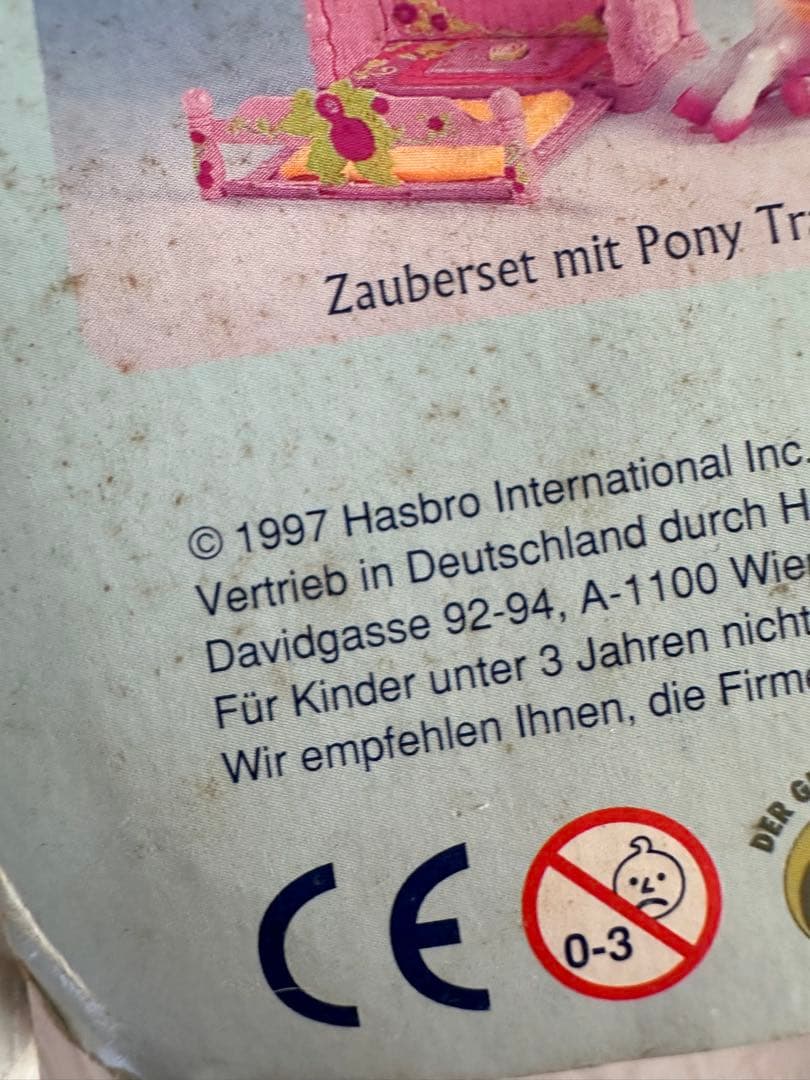 Zauberset mit Pony
© 1997 Hasbro International Inc.
Vertrieb in Deutschland durch
Davidgasse 92-94, A-1100
Für Kinder unter 3 Jahren nicht
Wir empfehlen Ihnen, die
CE
0-3
DER